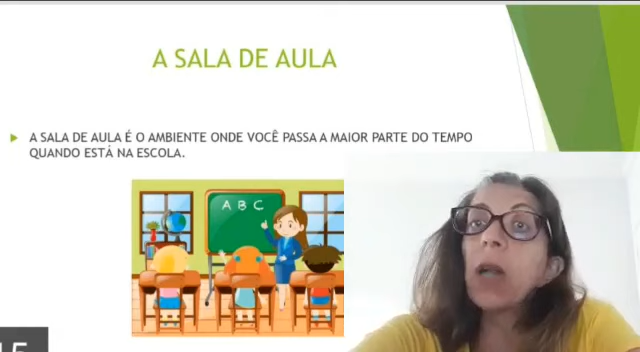 A SALA DE AULA
A SALA DE AULA É O AMBIENTE ONDE VOCÊ PASSA A MAIOR PARTE DO TEMPO
QUANDO ESTÁ NA ESCOLA.
A B C